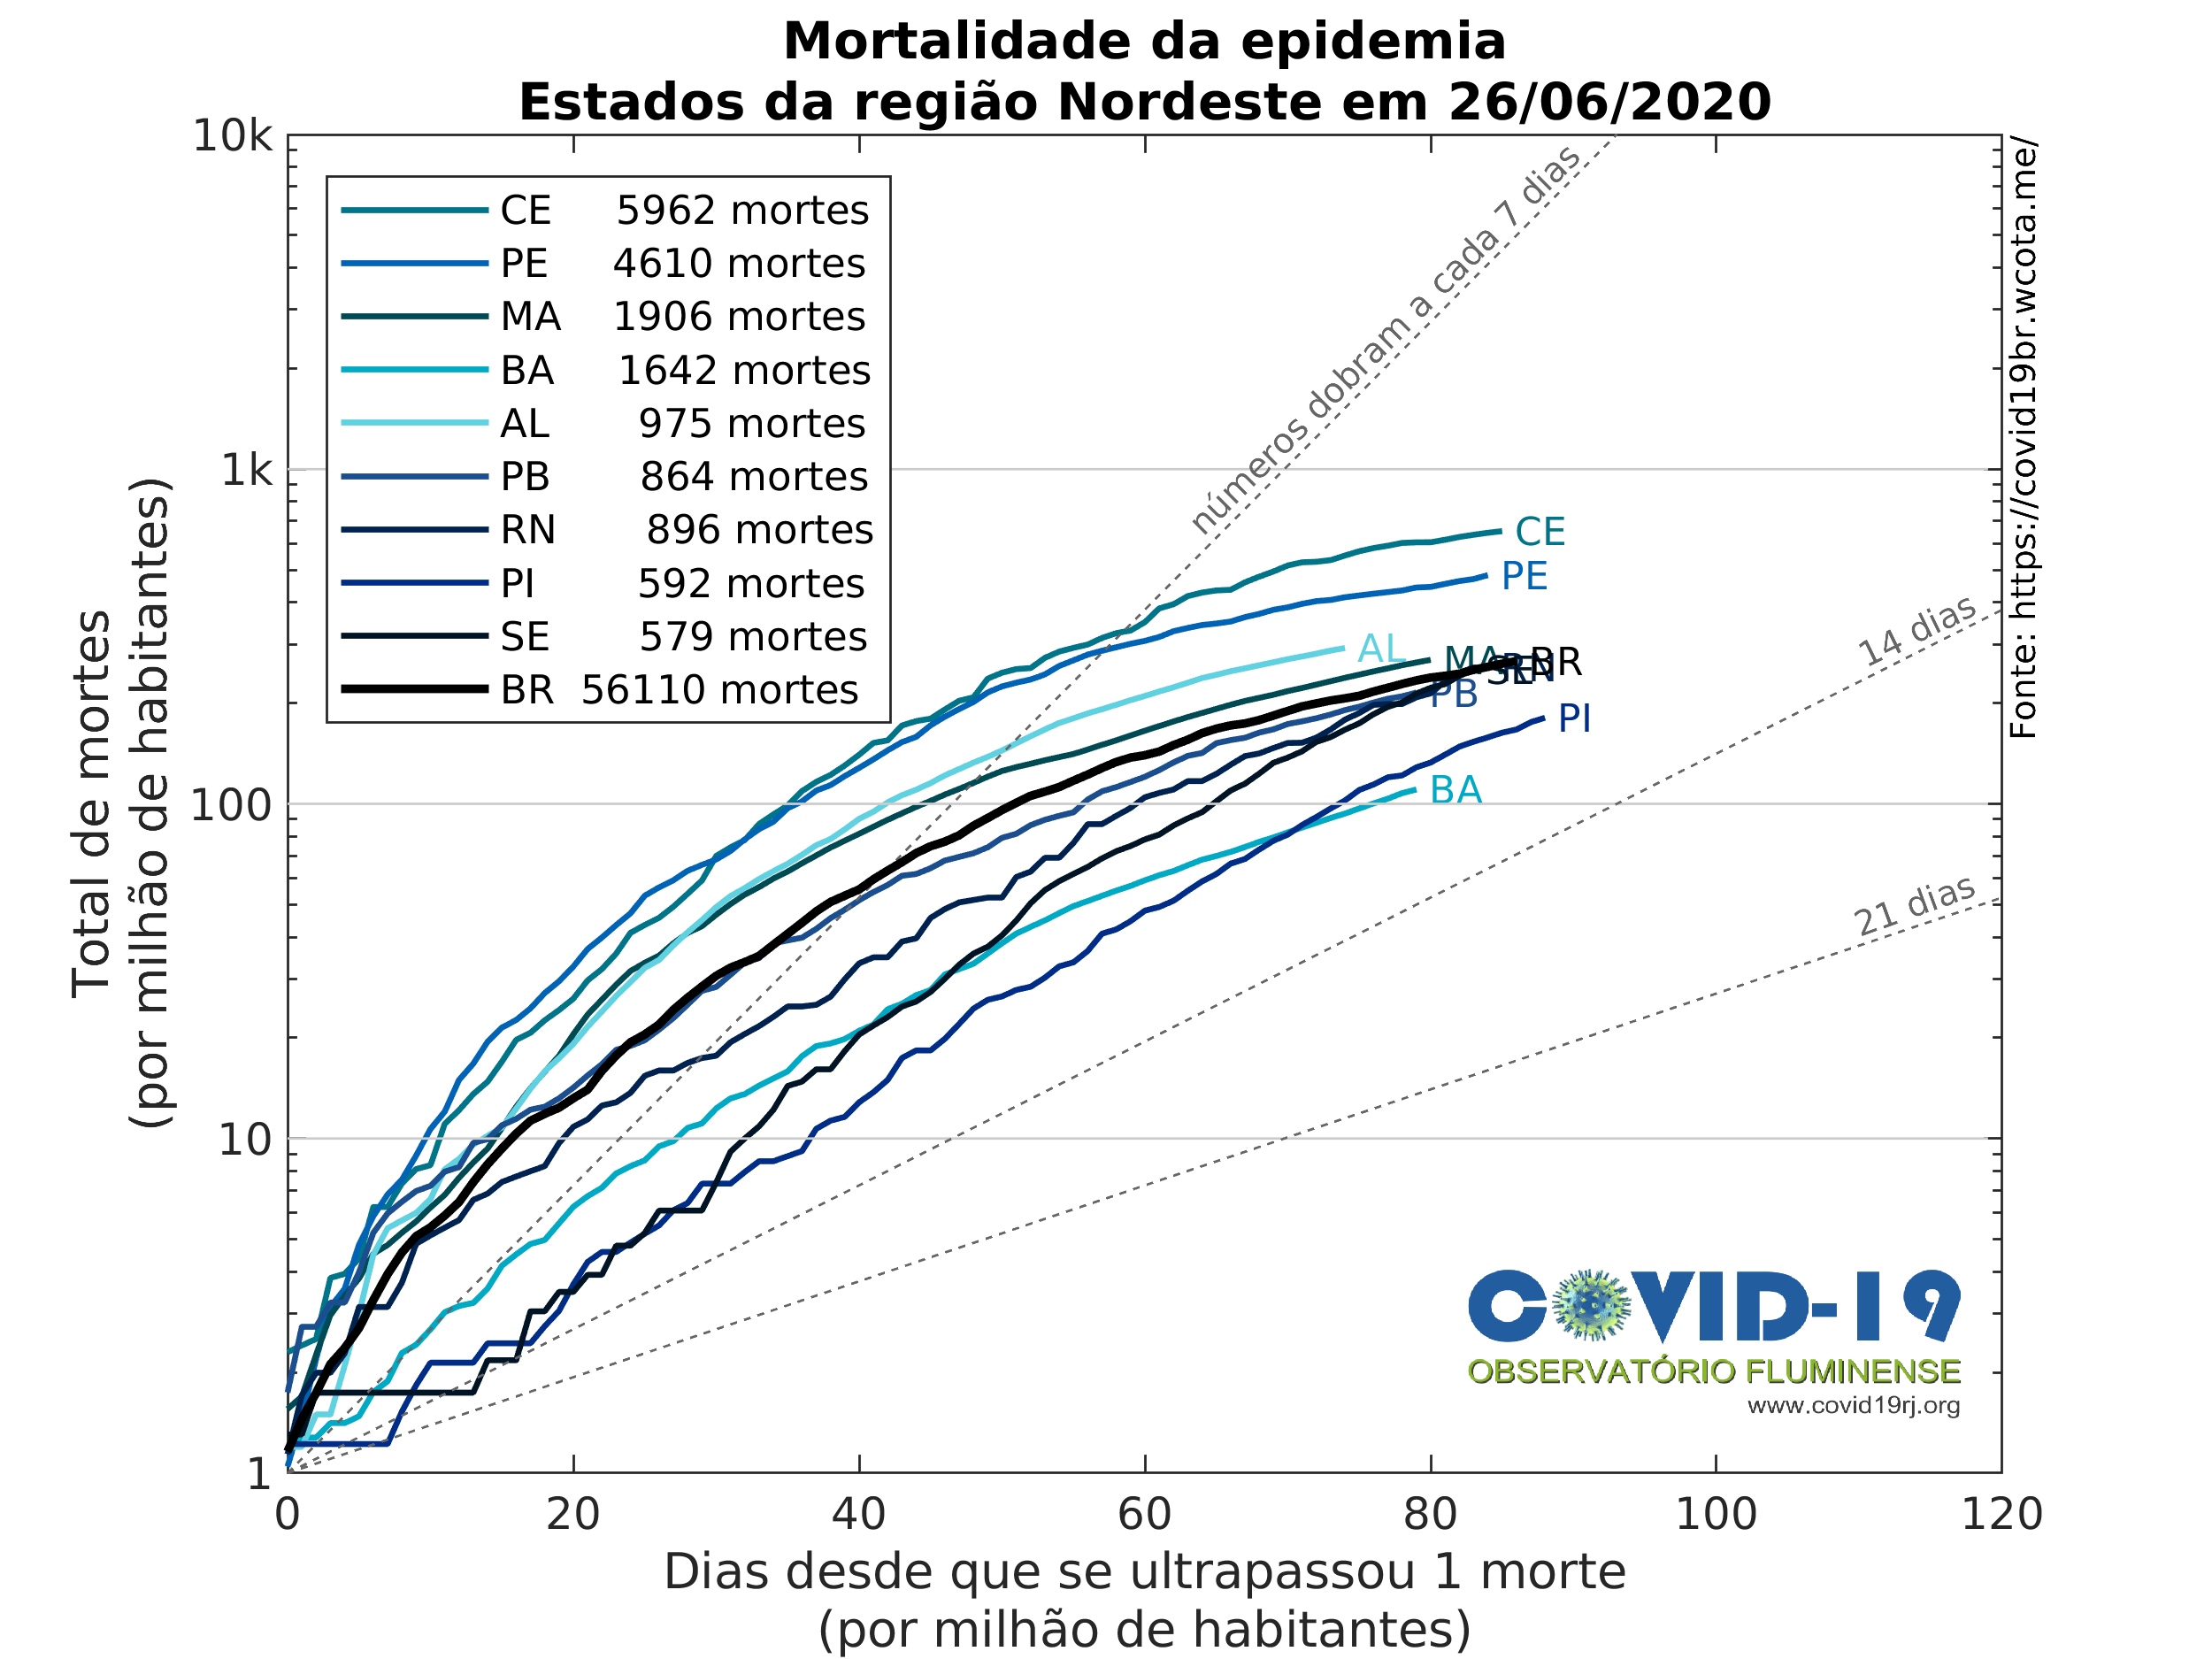 Mortalidade da epidemia
Estados da região Nordeste em 26/06/2020
10k
1k
100
10
1
Total de mortes
(por milhão de habitantes)
CE 5962 mortes
PE 4610 mortes
MA 1906 mortes
BA 1642 mortes
AL 975 mortes
PB 864 mortes
RN 896 mortes
PI 592 mortes
SE 579 mortes
BR 56110 mortes
números dobram a cada 7 dias
14 dias
21 dias
CE
PE
AL
MA
SE
RN
BR
PB
PI
BA
Fonte: https://covid19br.wcota.me/
COVID-19
OBSERVATÓRIO FLUMINENSE
www.covid19rj.org
0 20 40 60 80 100 120
Dias desde que se ultrapassou 1 morte
(por milhão de habitantes)